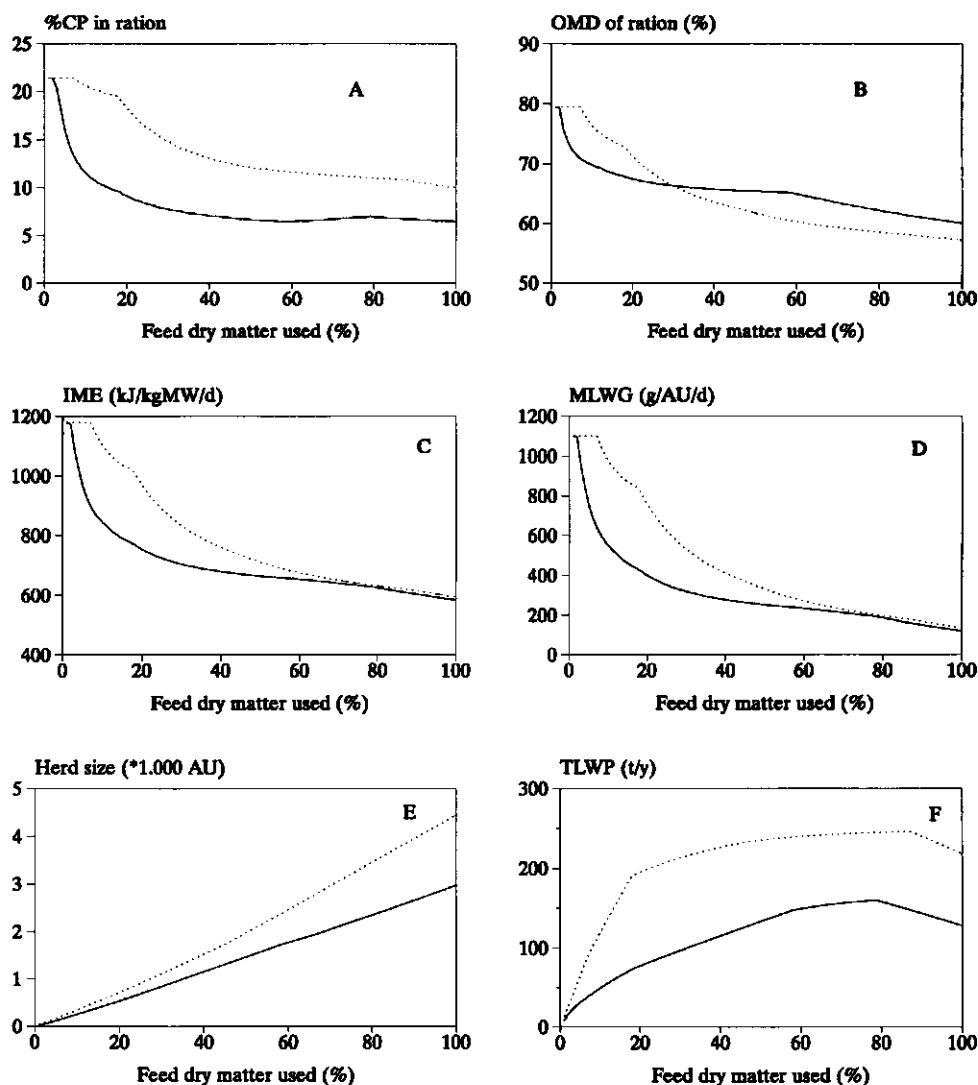 %CP in ration
25
20
15
10
5
0
A
0 20 40 60 80 100
Feed dry matter used (%)
OMD of ration (%)
90
80
70
60
50
B
0 20 40 60 80 100
Feed dry matter used (%)
IME (kJ/kgMW/d)
1200
1000
800
600
400
C
0 20 40 60 80 100
Feed dry matter used (%)
MLWG (g/AU/d)
1200
1000
800
600
400
200
0
D
0 20 40 60 80 100
Feed dry matter used (%)
Herd size (*1.000 AU)
5
4
3
2
1
0
E
0 20 40 60 80 100
Feed dry matter used (%)
TLWP (t/y)
300
200
100
0
F
0 20 40 60 80 100
Feed dry matter used (%)